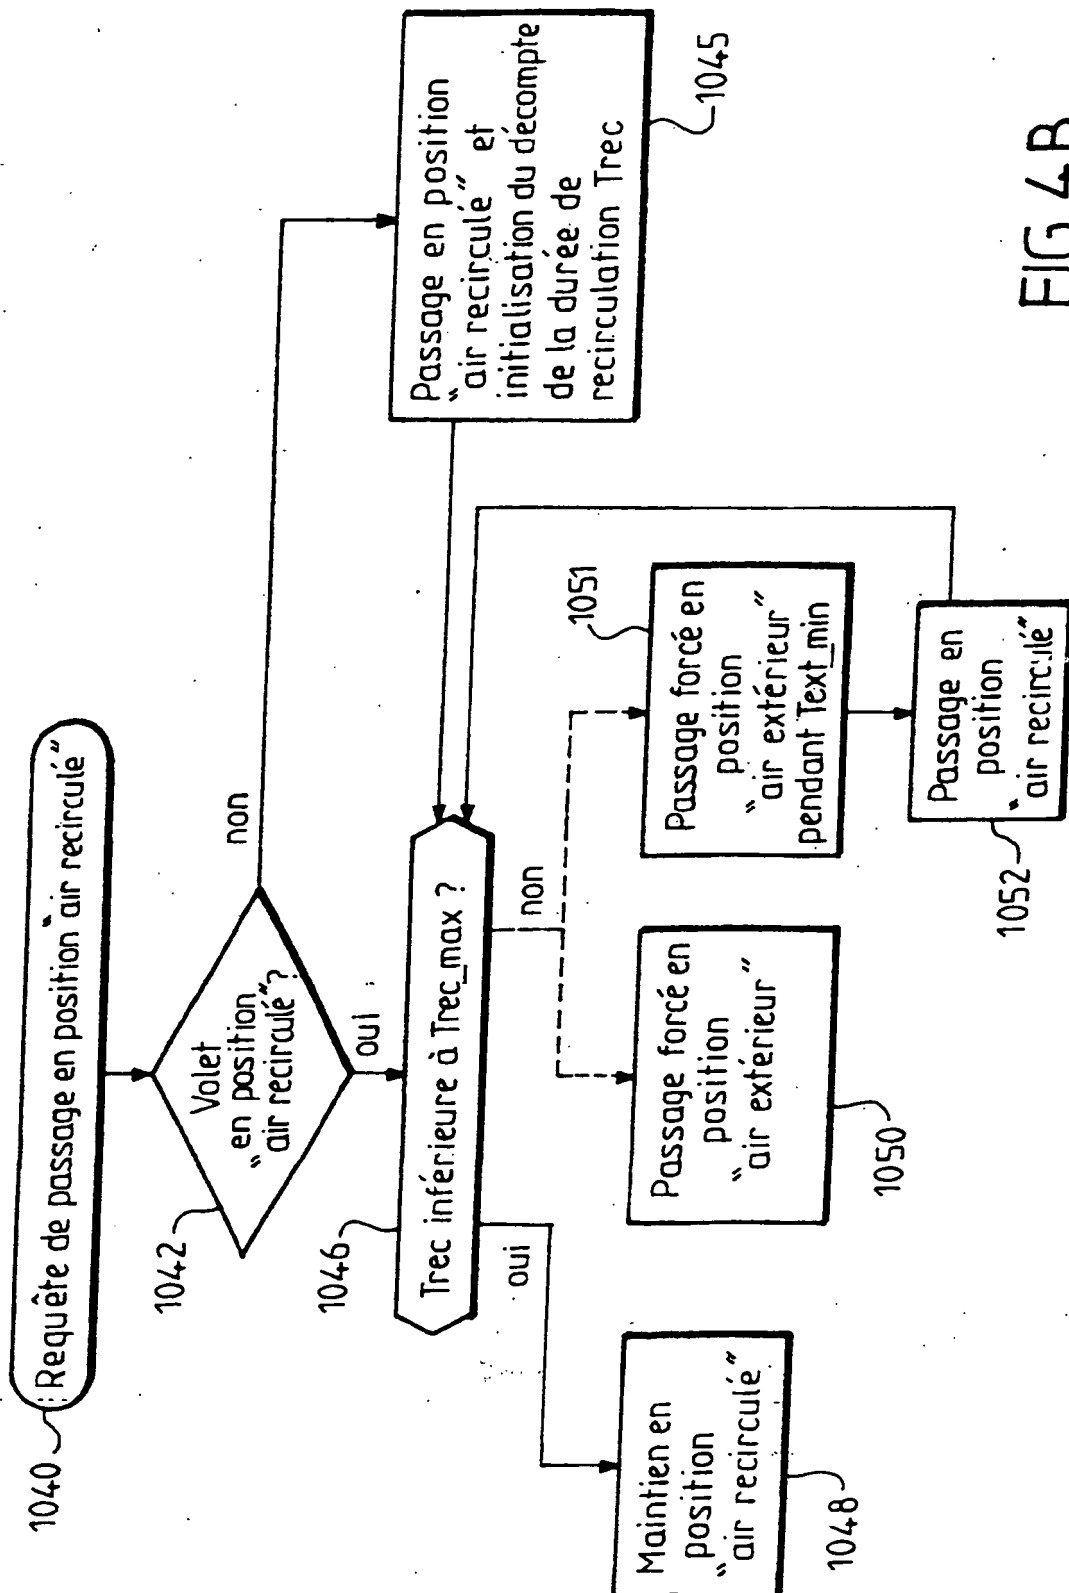 1040
Requête de passage en position "air recirculé"
1042
Volet
en position
"air recirculé"?
non
oui
1045
Passage en position
"air recirculé" et
initialisation du décompte
de la durée de
recirculation Trec
1046
Trec inférieure à Trec_max ?
oui
non
1048
Maintien en
position
"air recirculé"
1050
Passage forcé en
position
"air extérieur"
1051
Passage forcé en
position
"air extérieur"
pendant Text_min
1052
Passage en
position
"air recirculé"
FIG. 4B